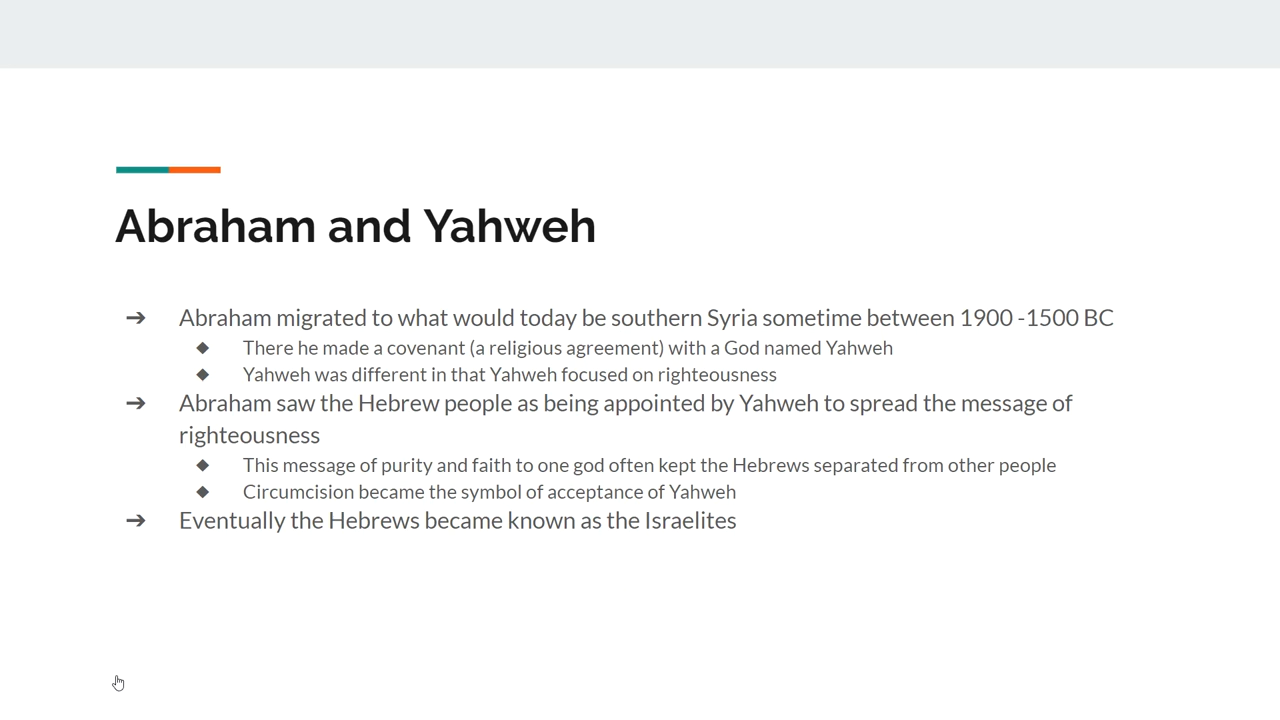 Abraham and Yahweh
➔ Abraham migrated to what would today be southern Syria sometime between 1900 -1500 BC
◆ There he made a covenant (a religious agreement) with a God named Yahweh
◆ Yahweh was different in that Yahweh focused on righteousness
➔ Abraham saw the Hebrew people as being appointed by Yahweh to spread the message of
righteousness
◆ This message of purity and faith to one god often kept the Hebrews separated from other people
◆ Circumcision became the symbol of acceptance of Yahweh
➔ Eventually the Hebrews became known as the Israelites